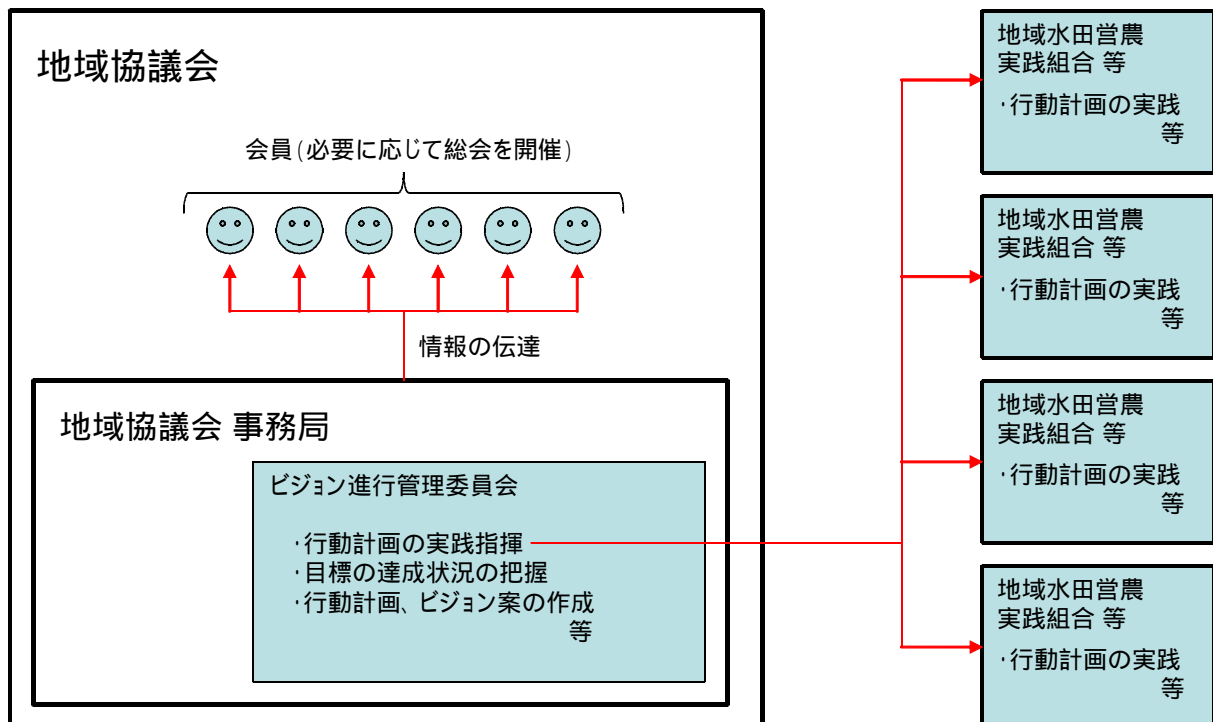 地域協議会
会員(必要に応じて総会を開催)
情報の伝達
地域協議会 事務局
ビジョン進行管理委員会
・行動計画の実践指揮
・目標の達成状況の把握
・行動計画、ビジョン案の作成
等
地域水田営農
実践組合 等
・行動計画の実践
等
地域水田営農
実践組合 等
・行動計画の実践
等
地域水田営農
実践組合 等
・行動計画の実践
等
地域水田営農
実践組合 等
・行動計画の実践
等